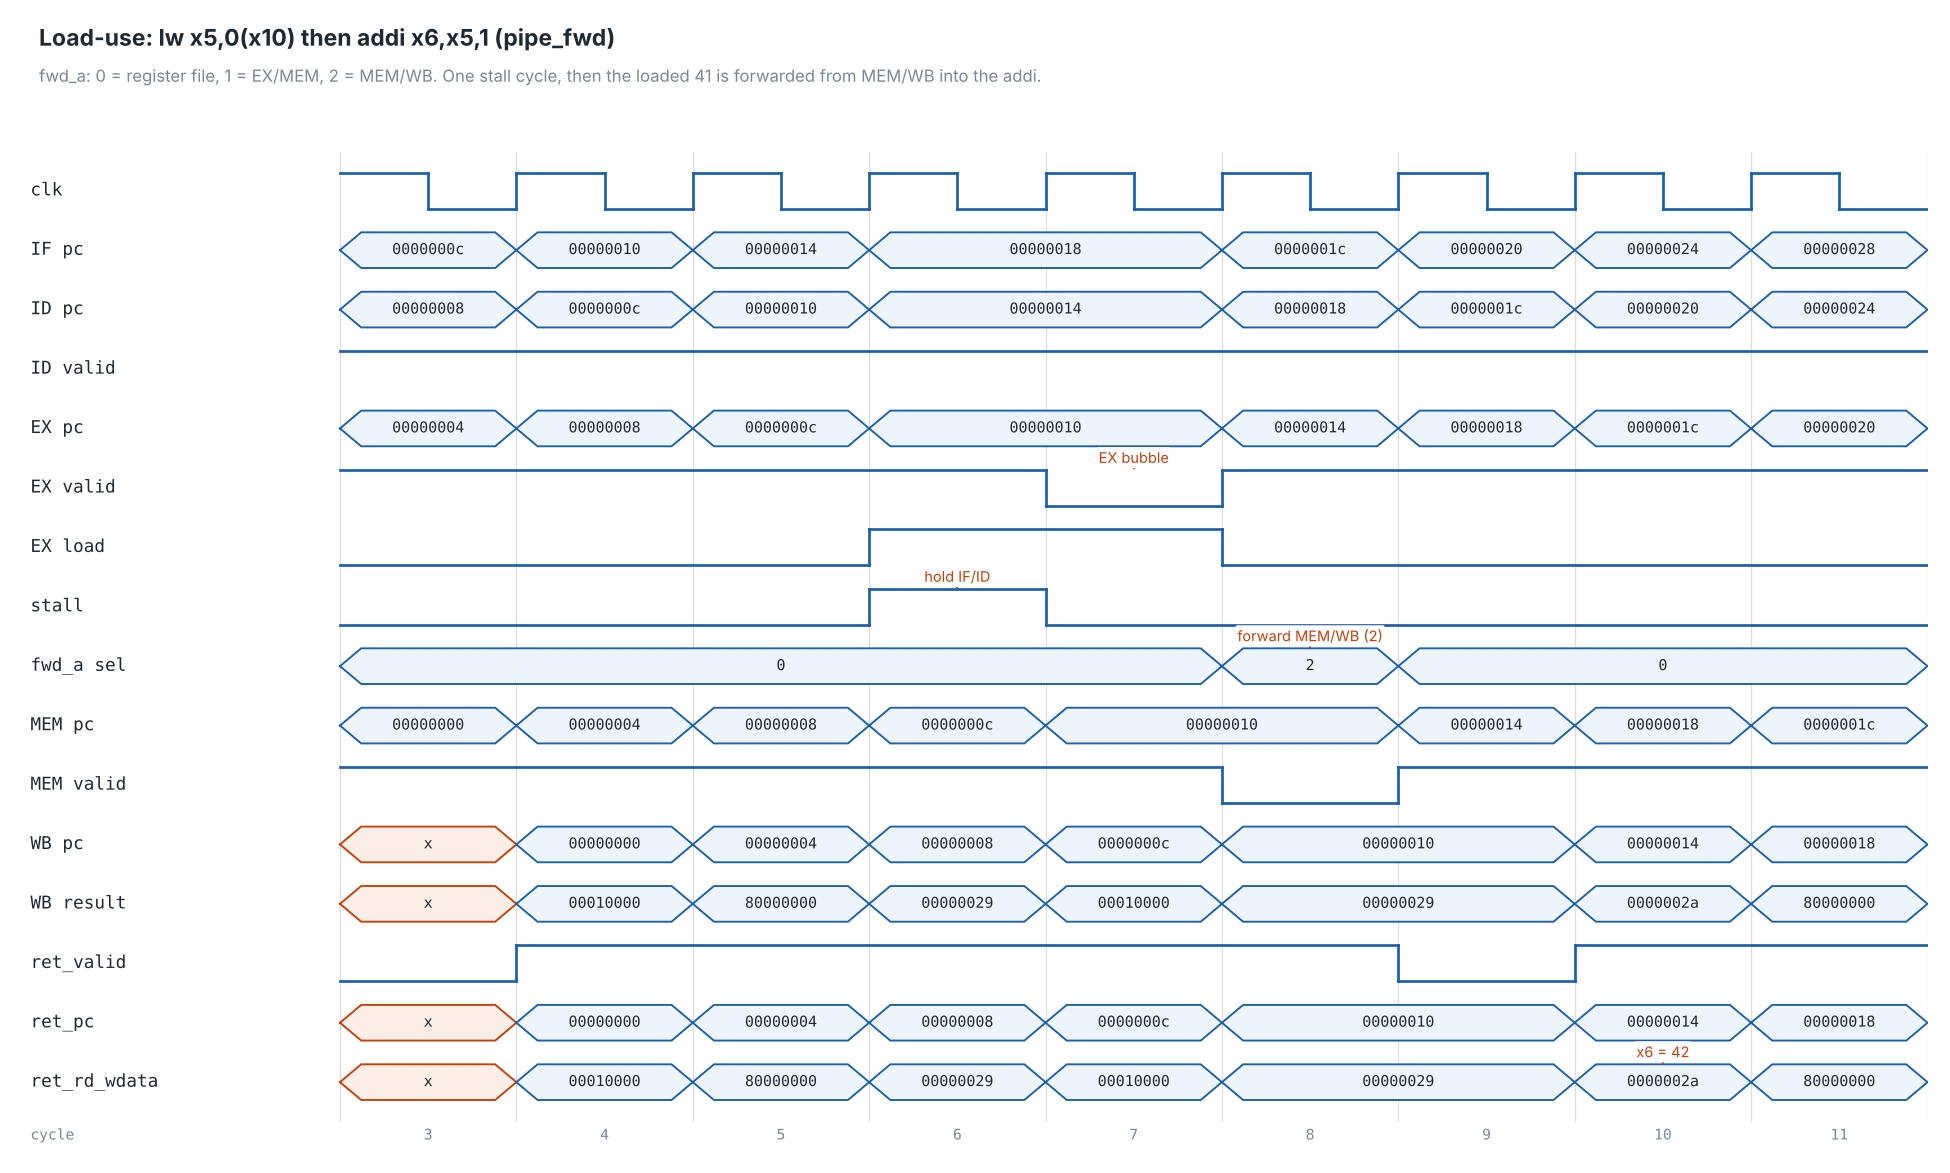 Load-use: lw x5,0(x10) then addi x6,x5,1 (pipe_fwd)
fwd_a: 0 = register file, 1 = EX/MEM, 2 = MEM/WB. One stall cycle, then the loaded 41 is forwarded from MEM/WB into the addi.
clk
IF pc 0000000c 00000010 00000014 00000018 0000001c 00000020 00000024 00000028
ID pc 00000008 0000000c 00000010 00000014 00000018 0000001c 00000020 00000024
ID valid
EX pc 00000004 00000008 0000000c 00000010 00000014 00000018 0000001c 00000020
EX bubble
EX valid
EX load
hold IF/ID
stall
forward MEM/WB (2)
fwd_a sel 0 2 0
MEM pc 00000000 00000004 00000008 0000000c 00000010 00000014 00000018 0000001c
MEM valid
WB pc x 00000000 00000004 00000008 0000000c 00000010 00000014 00000018
WB result x 00010000 80000000 00000029 00010000 00000029 0000002a 80000000
ret_valid
ret_pc x 00000000 00000004 00000008 0000000c 00000010 00000014 00000018
x6 = 42
ret_rd_wdata x 00010000 80000000 00000029 00010000 00000029 0000002a 80000000
cycle 3 4 5 6 7 8 9 10 11